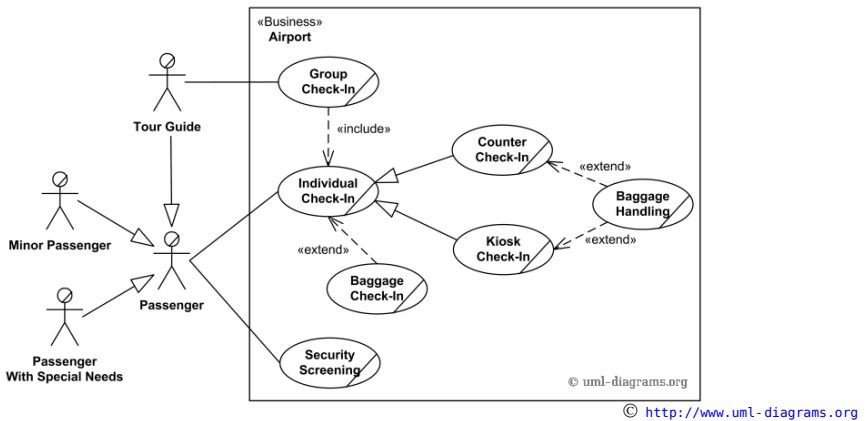 «Business»
Airport
Group
Check-In
Tour Guide
«include»
Counter
Check-In
«extend»
Individual
Check-In
Baggage
Handling
Minor Passenger
«extend»
Kiosk
Check-In
«extend»
Passenger
Baggage
Check-In
Passenger
With Special Needs
Security
Screening
© uml-diagrams.org
© http://www.uml-diagrams.org